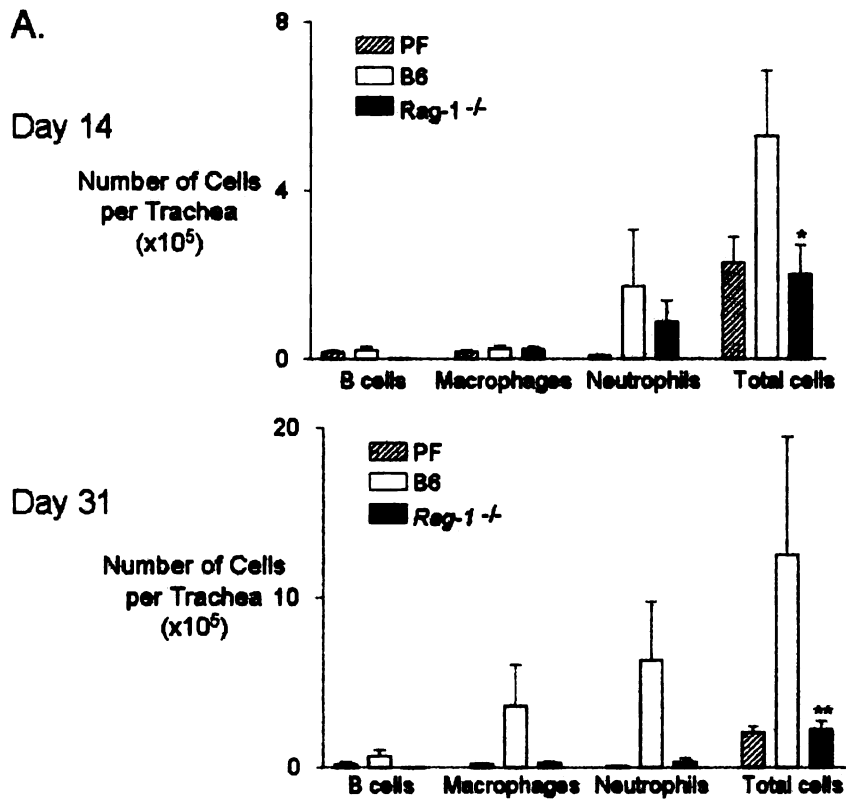 A.
Day 14
8
PF
B6
Rag-1 -/-
Number of Cells
per Trachea
(x10⁵)
4
*
0
B cells Macrophages Neutrophils Total cells
20
PF
B6
Rag-1 -/-
Day 31
Number of Cells
per Trachea 10
(x10⁵)
**
0
B cells Macrophages Neutrophils Total cells